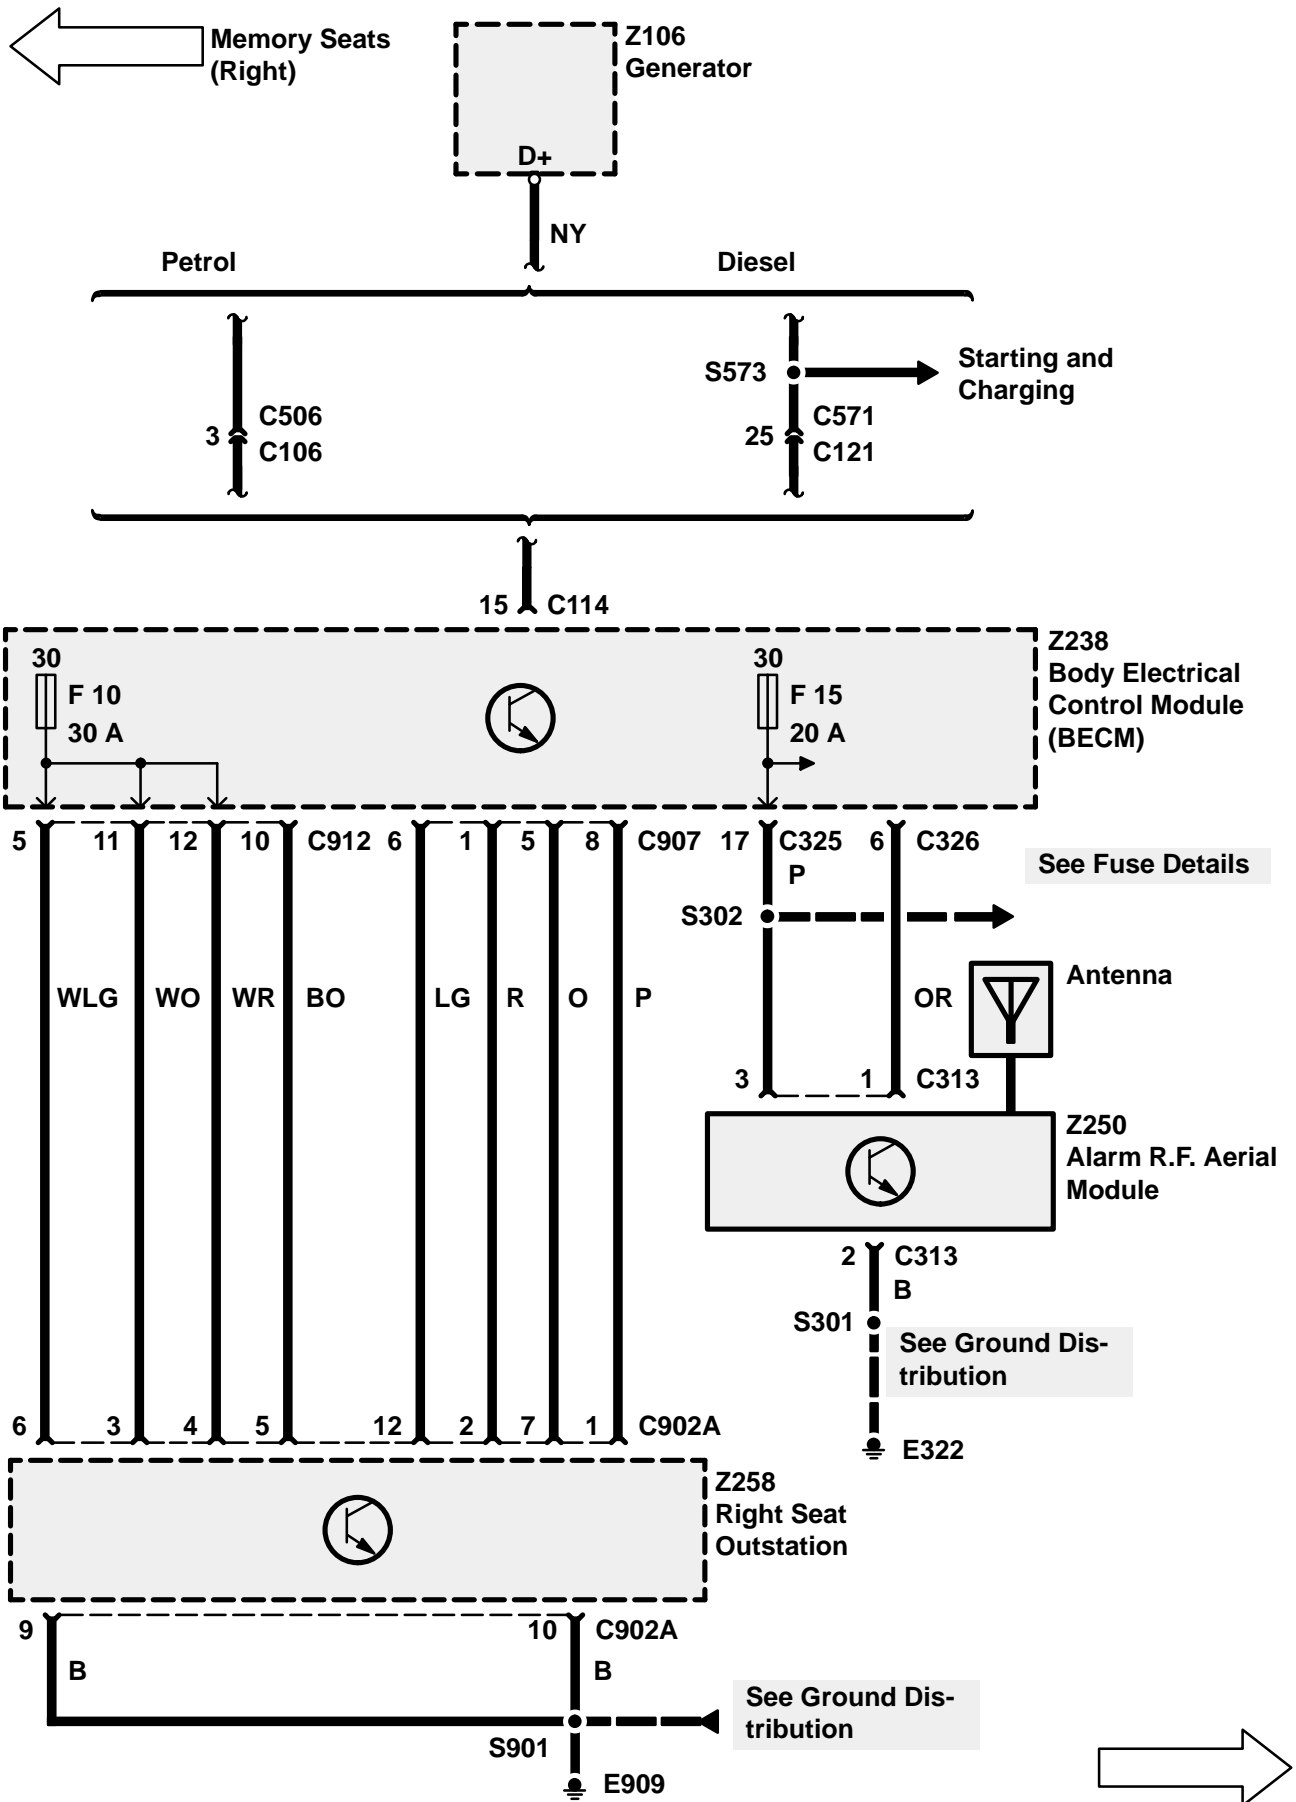 Memory Seats
(Right)
Z106
Generator
D+
NY
Petrol
Diesel
S573
Starting and
Charging
3
C506
C106
25
C571
C121
15
C114
Z238
Body Electrical
Control Module
(BECM)
30
F 10
30 A
30
F 15
20 A
5
11
12
10
C912
6
1
5
8
C907
17
C325
6
C326
P
See Fuse Details
S302
WLG
WO
WR
BO
LG
R
O
P
OR
Antenna
3
1
C313
Z250
Alarm R.F. Aerial
Module
2
C313
B
S301
See Ground Dis-
tribution
E322
6
3
4
5
12
2
7
1
C902A
Z258
Right Seat
Outstation
9
10
C902A
B
B
See Ground Dis-
tribution
S901
E909